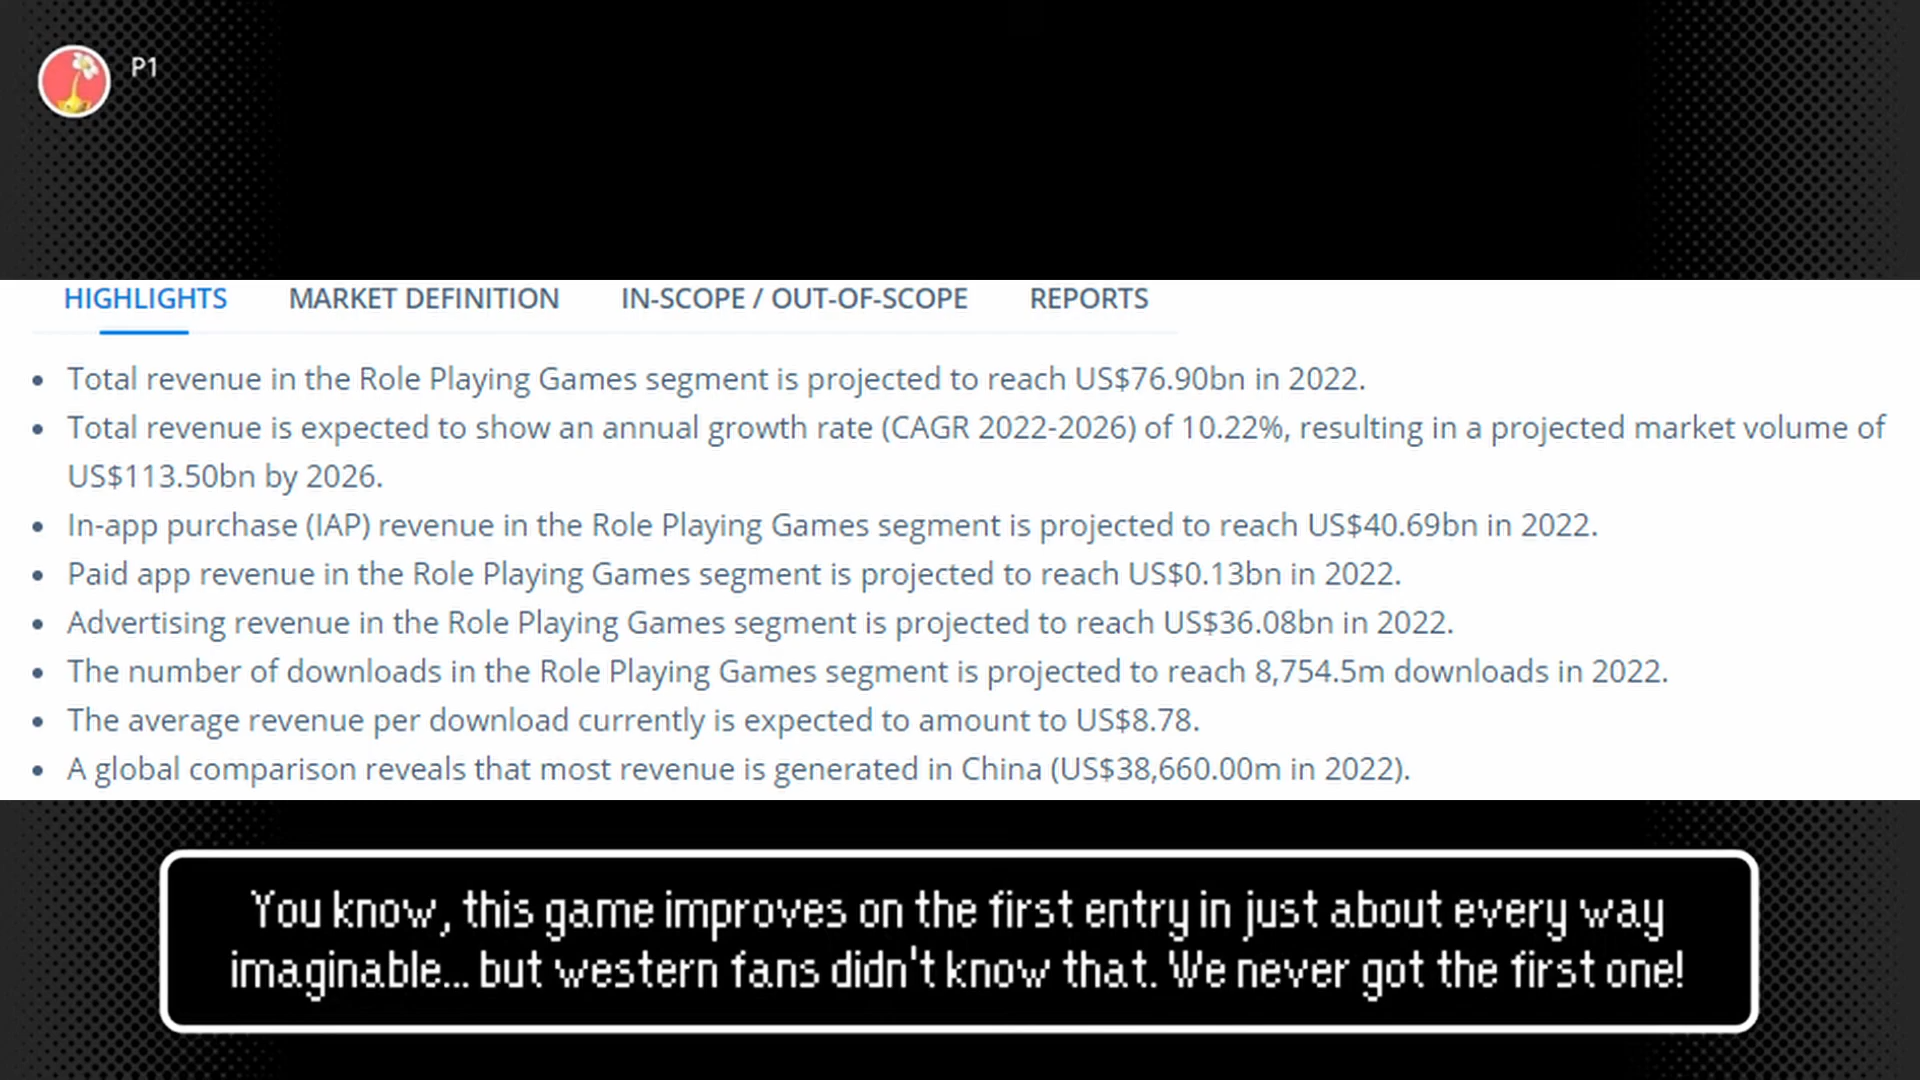 P1
HIGHLIGHTS MARKET DEFINITION IN-SCOPE / OUT-OF-SCOPE REPORTS
• Total revenue in the Role Playing Games segment is projected to reach US$76.90bn in 2022.
• Total revenue is expected to show an annual growth rate (CAGR 2022-2026) of 10.22%, resulting in a projected market volume of
US$113.50bn by 2026.
• In-app purchase (IAP) revenue in the Role Playing Games segment is projected to reach US$40.69bn in 2022.
• Paid app revenue in the Role Playing Games segment is projected to reach US$0.13bn in 2022.
• Advertising revenue in the Role Playing Games segment is projected to reach US$36.08bn in 2022.
• The number of downloads in the Role Playing Games segment is projected to reach 8,754.5m downloads in 2022.
• The average revenue per download currently is expected to amount to US$8.78.
• A global comparison reveals that most revenue is generated in China (US$38,660.00m in 2022).
You know, this game improves on the first entry in just about every way
imaginable... but western fans didn't know that. We never got the first one!